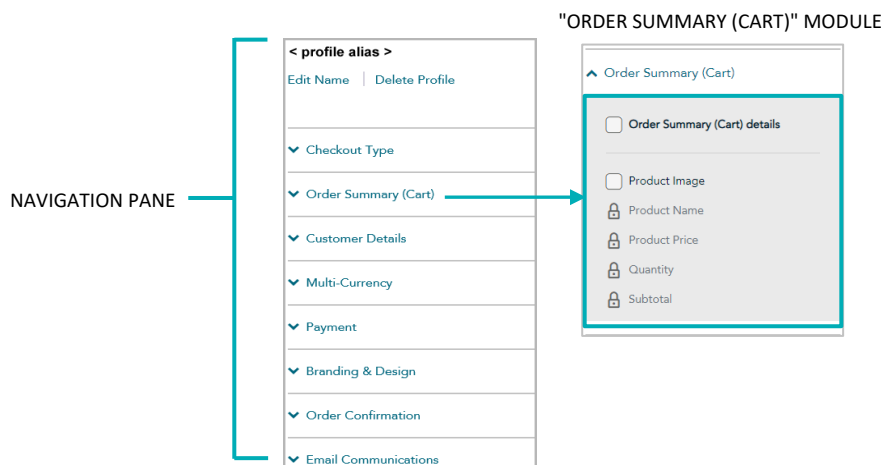 "ORDER SUMMARY (CART)" MODULE
< profile alias >
Edit Name | Delete Profile
Checkout Type
Order Summary (Cart)
Customer Details
Multi-Currency
Payment
Branding & Design
Order Confirmation
Email Communications
NAVIGATION PANE
Order Summary (Cart)
Order Summary (Cart) details
Product Image
Product Name
Product Price
Quantity
Subtotal